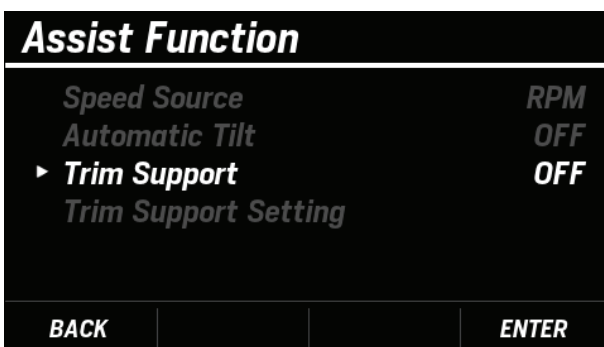 Assist Function
Speed Source RPM
Automatic Tilt OFF
Trim Support OFF
Trim Support Setting
BACK ENTER